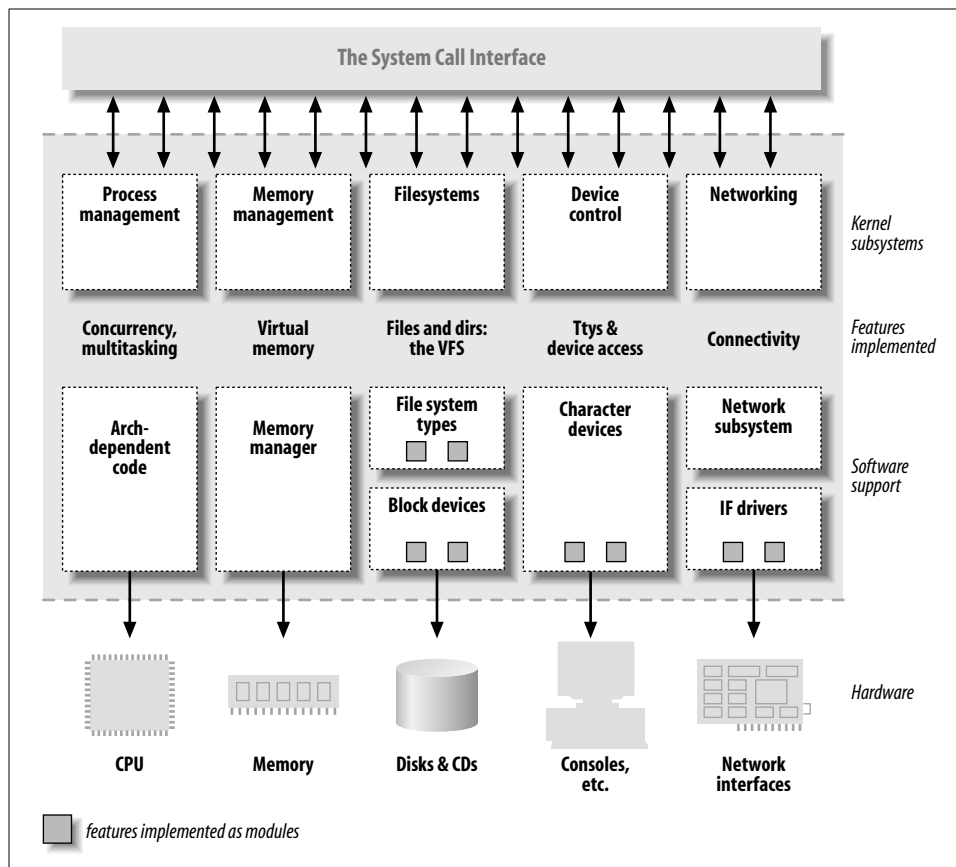 The System Call Interface
Process
management
Memory
management
Filesystems
Device
control
Networking
Kernel
subsystems
Concurrency,
multitasking
Virtual
memory
Files and dirs:
the VFS
Ttys &
device access
Connectivity
Features
implemented
Arch-
dependent
code
Memory
manager
File system
types
Block devices
Character
devices
Network
subsystem
IF drivers
Software
support
Hardware
CPU
Memory
Disks & CDs
Consoles,
etc.
Network
interfaces
features implemented as modules